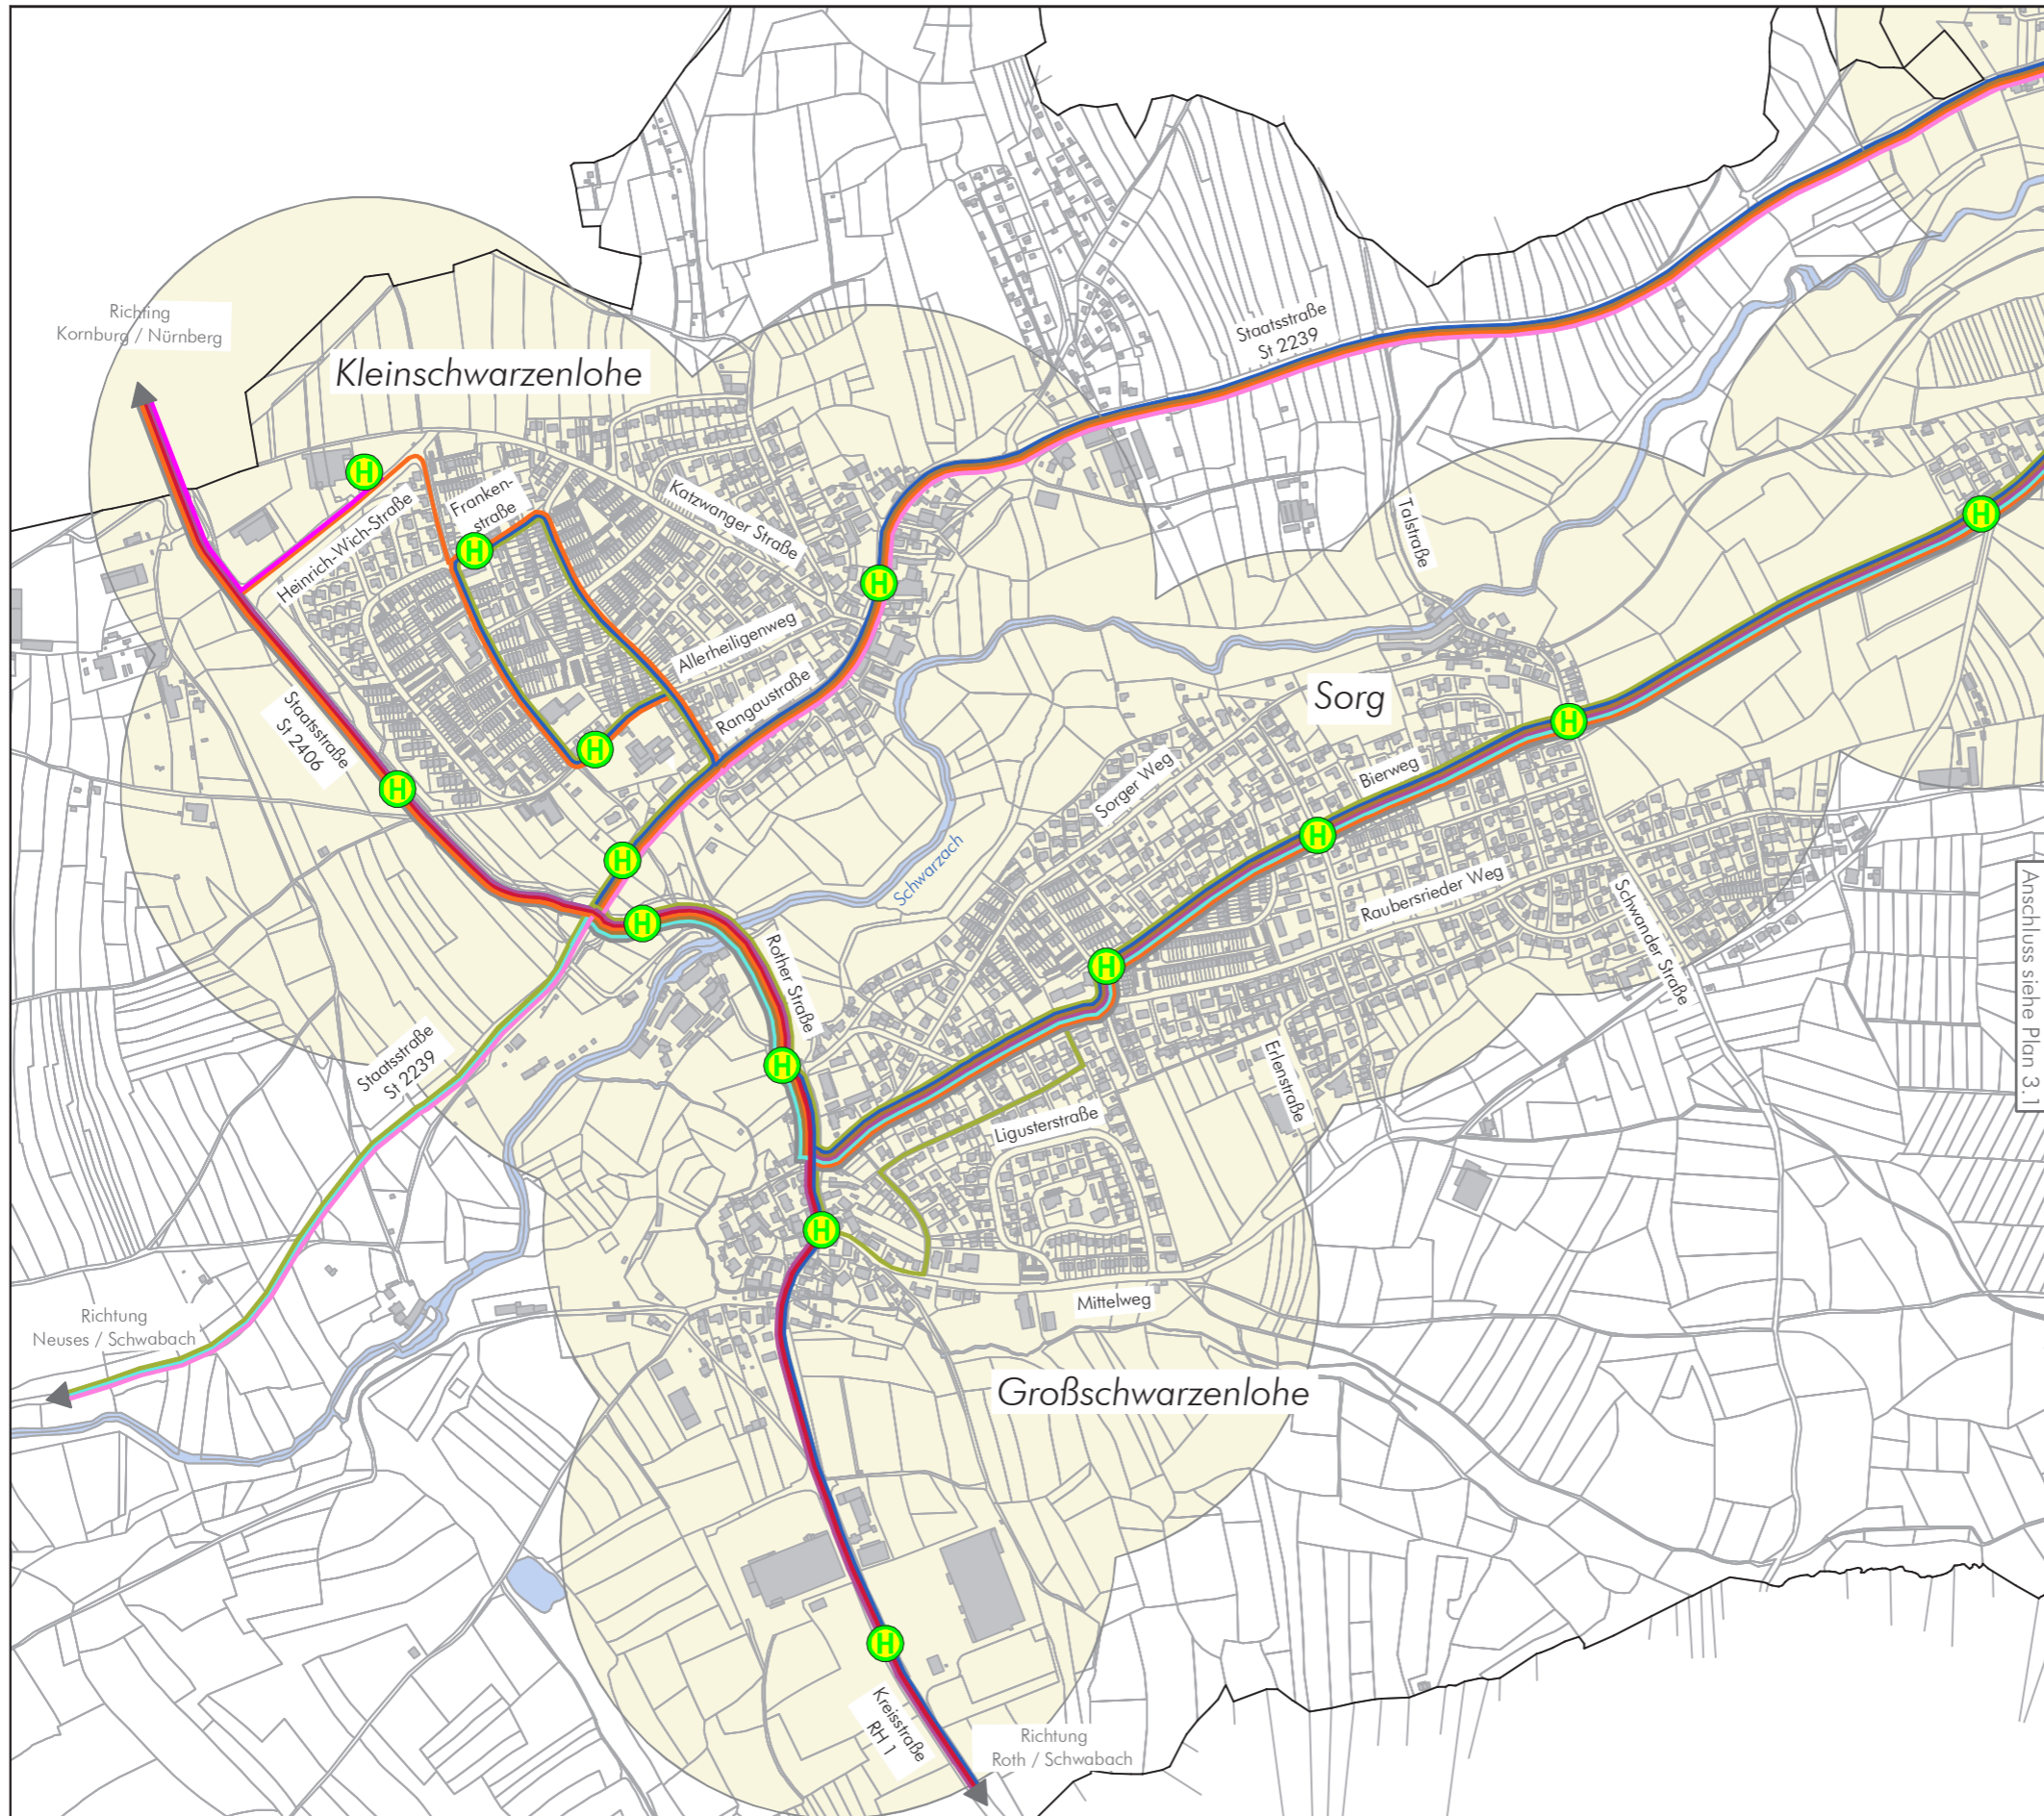 Richting
Kornburg / Nürnberg
Kleinschwarzenlohe
Staatsstraße
St 2239
H
Franken-
straße
Katzwanger Straße
Heinrich-Wich-Straße
H
H
H
Talstraße
Allerheiligenweg
Rangaustraße
Sorg
Staatsstraße
St 2406
H
H
H
Sorger Weg
Bierweg
H
H
H
Schwarzach
Raubersrieder Weg
Schwander Straße
Anschluss siehe Plan 3.1
H
Rother Straße
H
Staatsstraße
St 2239
H
Erlenstraße
Ligusterstraße
H
Richtung
Neuses / Schwabach
Mittelweg
Großschwarzenlohe
H
Kreisstraße
RH 1
Richtung
Roth / Schwabach